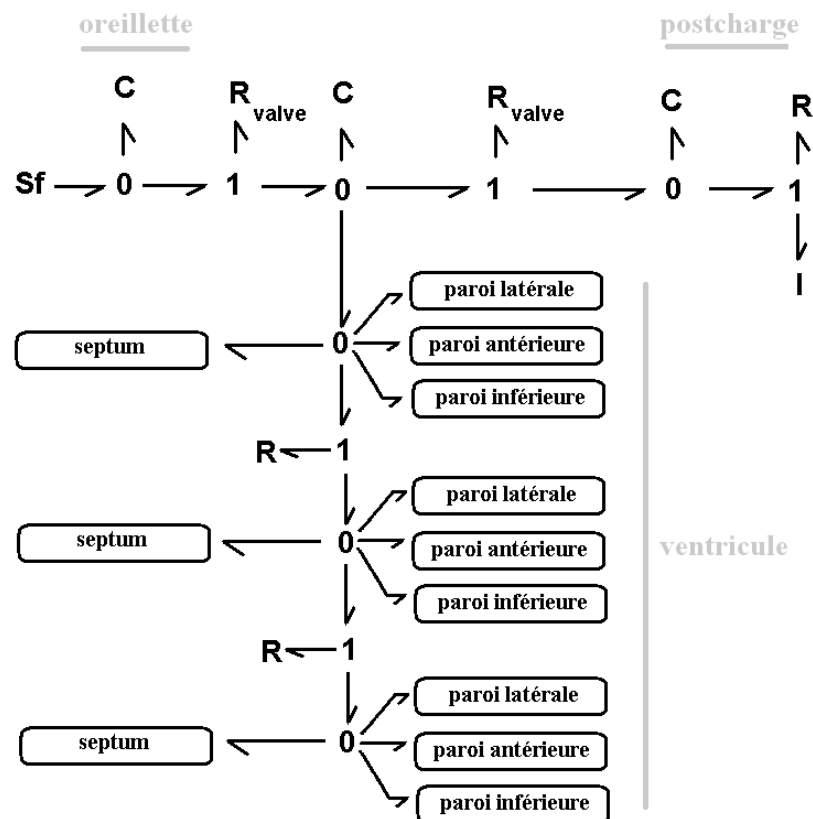 oreillette postcharge
C R valve C R valve C R
Sf 0 1 0 1 0 1
I
paroi latérale
septum 0 paroi antérieure
paroi inférieure
R 1
paroi latérale
septum 0 paroi antérieure
ventricule
paroi inférieure
R 1
paroi latérale
septum 0 paroi antérieure
paroi inférieure